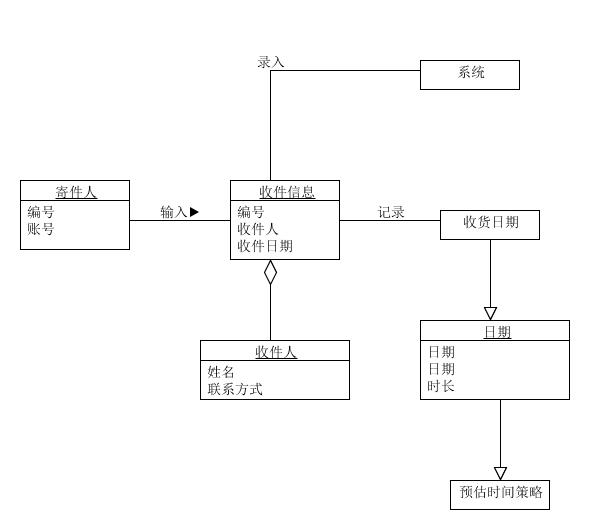 录入
系统
寄件人
编号
账号
输入▶
收件信息
编号
收件人
收件日期
记录
收货日期
收件人
姓名
联系方式
日期
日期
日期
时长
预估时间策略